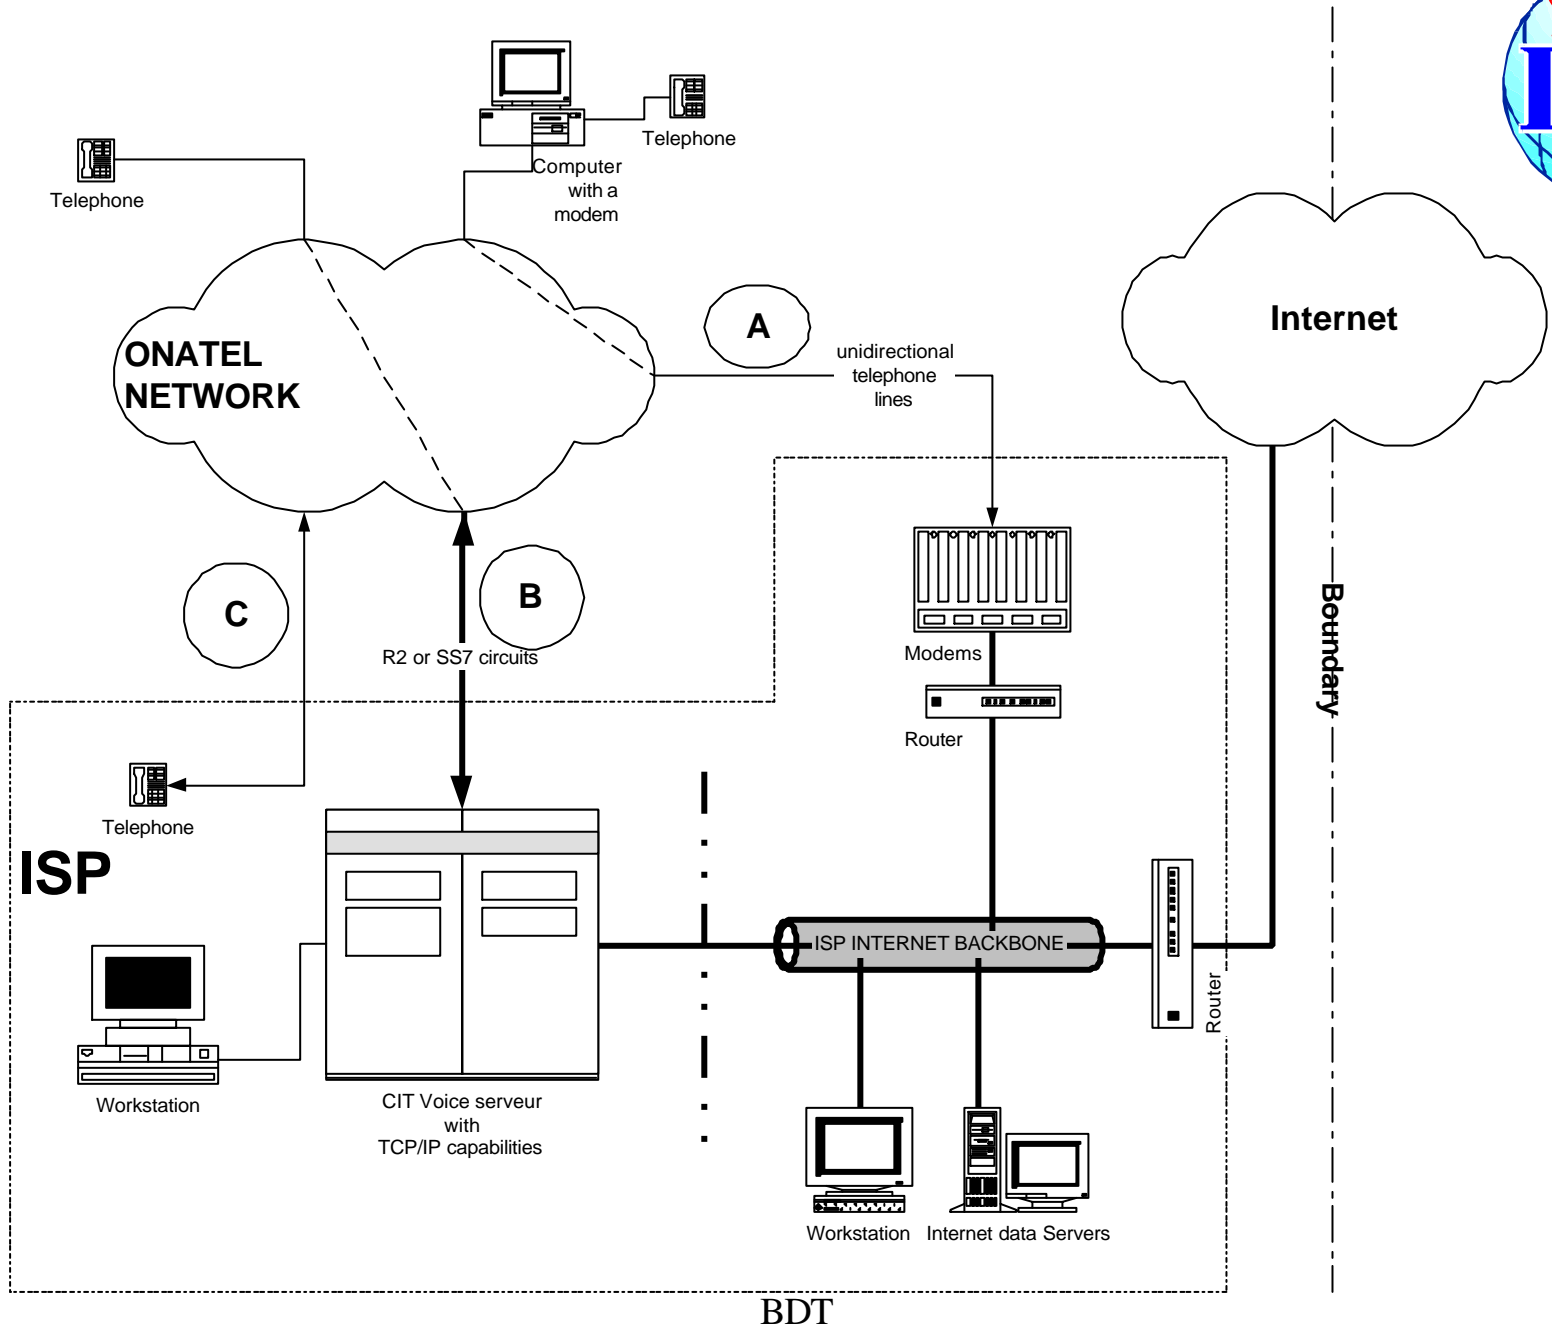 Telephone
Computer
with a
modem
Telephone
Internet
A
ONATEL
NETWORK
unidirectional
telephone
lines
C
B
R2 or SS7 circuits
Boundary
Modems
Router
Telephone
ISP
ISP INTERNET BACKBONE
Router
Workstation
CIT Voice serveur
with
TCP/IP capabilities
Workstation
Internet data Servers
BDT